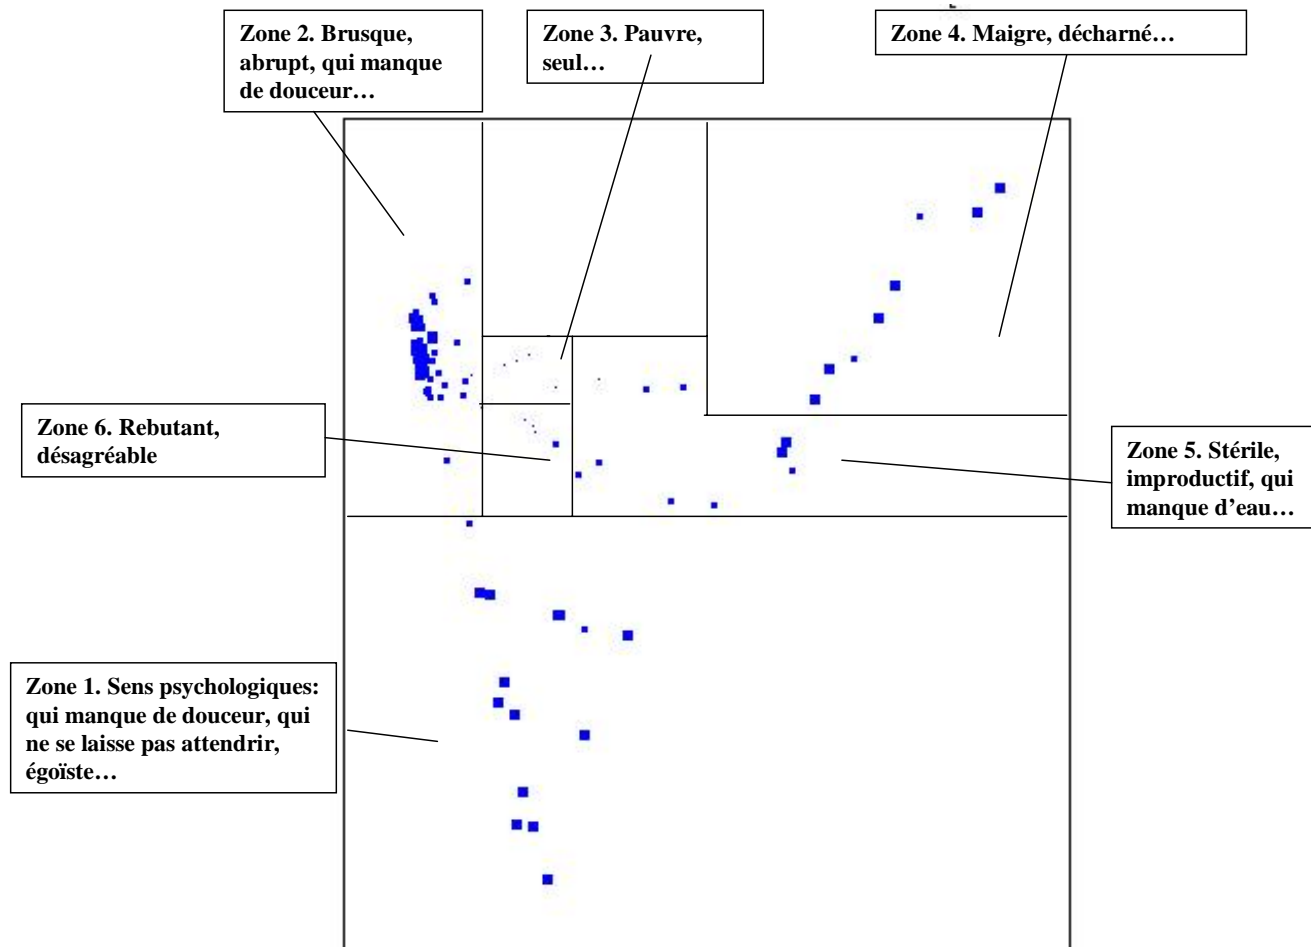 Zone 2. Brusque,
abrupt, qui manque
de douceur…
Zone 3. Pauvre,
seul…
Zone 4. Maigre, décharné…
Zone 6. Rebutant,
désagréable
Zone 5. Stérile,
improductif, qui
manque d’eau…
Zone 1. Sens psychologiques:
qui manque de douceur, qui
ne se laisse pas attendrir,
égoïste…